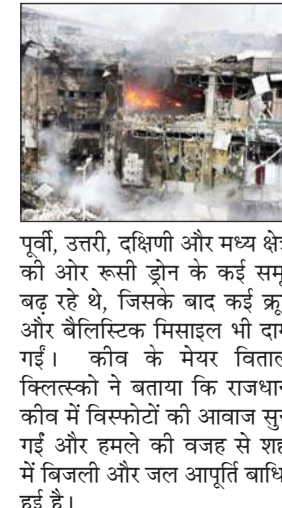 पूर्वी, उत्तरी, दक्षिणी और मध्य
की ओर रूसी ड्रोन के कई
बढ़ रहे थे, जिसके बाद कई
और बैलिस्टिक मिसाइल भी
गईं। कीव के मेयर
क्लित्स्को ने बताया कि
कीव में विस्फोटों की आवाज
गईं और हमले की वजह से
में बिजली और जल आपूर्ति
हुई है।